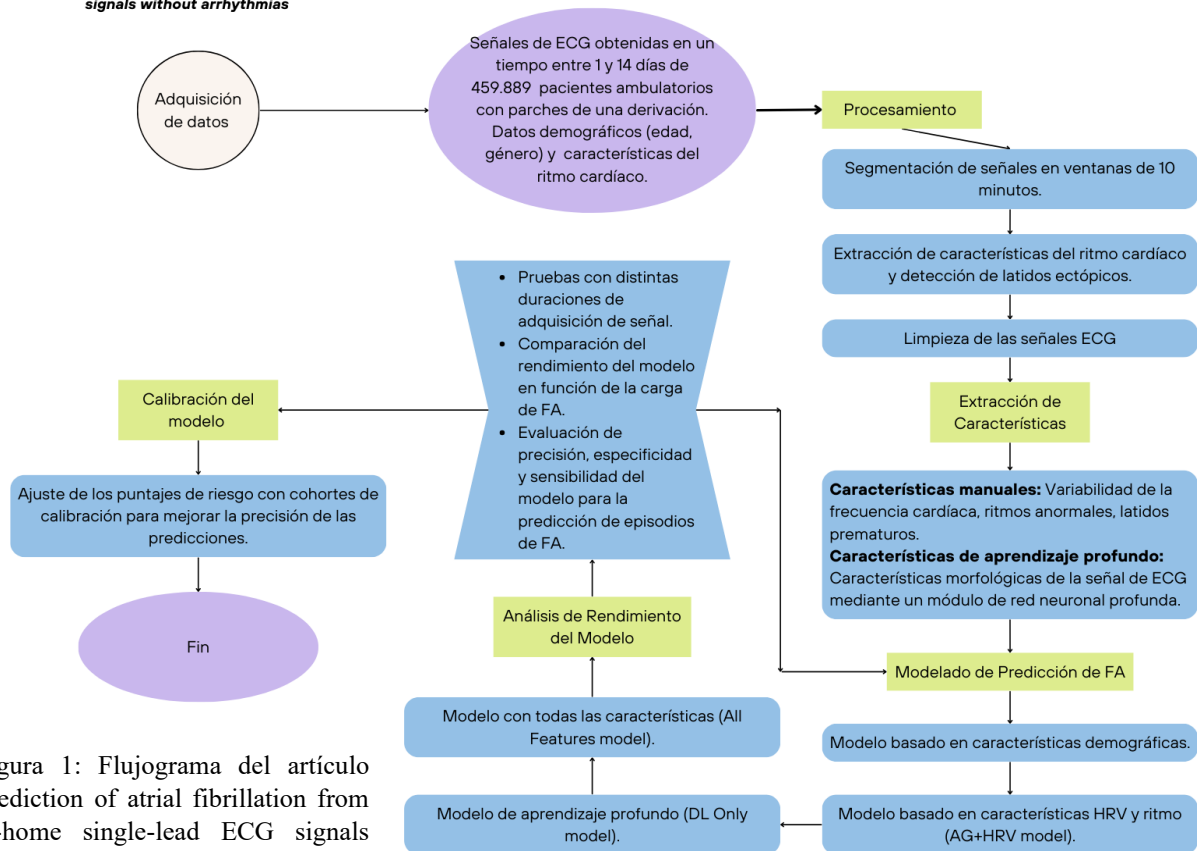 signals without arrhythmias
Adquisición
de datos
Señales de ECG obtenidas en un
tiempo entre 1 y 14 días de
459.889 pacientes ambulatorios
con parches de una derivación.
Datos demográficos (edad,
género) y características del
ritmo cardíaco.
Procesamiento
Segmentación de señales en ventanas de 10
minutos.
Extracción de características del ritmo cardíaco
y detección de latidos ectópicos.
Limpieza de las señales ECG
Extracción de
Características
Características manuales: Variabilidad de la
frecuencia cardíaca, ritmos anormales, latidos
prematuros.
Características de aprendizaje profundo:
Características morfológicas de la señal de ECG
mediante un módulo de red neuronal profunda.
Modelado de Predicción de FA
Modelo basado en características demográficas.
Modelo basado en características HRV y ritmo
(AG+HRV model).
Modelo de aprendizaje profundo (DL Only
model).
Modelo con todas las características (All
Features model).
Análisis de Rendimiento
del Modelo
• Pruebas con distintas
duraciones de
adquisición de señal.
• Comparación del
rendimiento del modelo
en función de la carga
de FA.
• Evaluación de
precisión, especificidad
y sensibilidad del
modelo para la
predicción de episodios
de FA.
Calibración del
modelo
Ajuste de los puntajes de riesgo con cohortes de
calibración para mejorar la precisión de las
predicciones.
Fin
gura 1: Flujograma del artículo
ediction of atrial fibrillation from
-home single-lead ECG signals